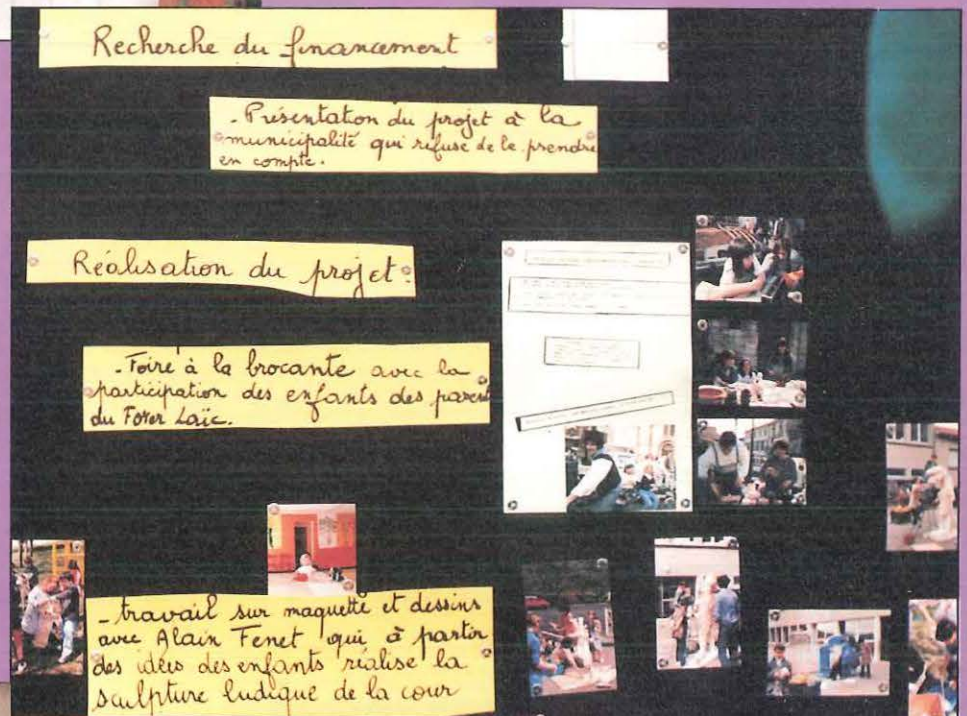 Recherche du financement
- Présentation du projet à la
municipalité qui refuse de le prendre
en compte.
Réalisation du projet.
- Foire à la brocante avec la
participation des enfants des parent
du Foyer Laïc.
- travail sur maquette et dessins
avec Alain Fenet qui à partir
des idées des enfants réalise la
sculpture ludique de la cour